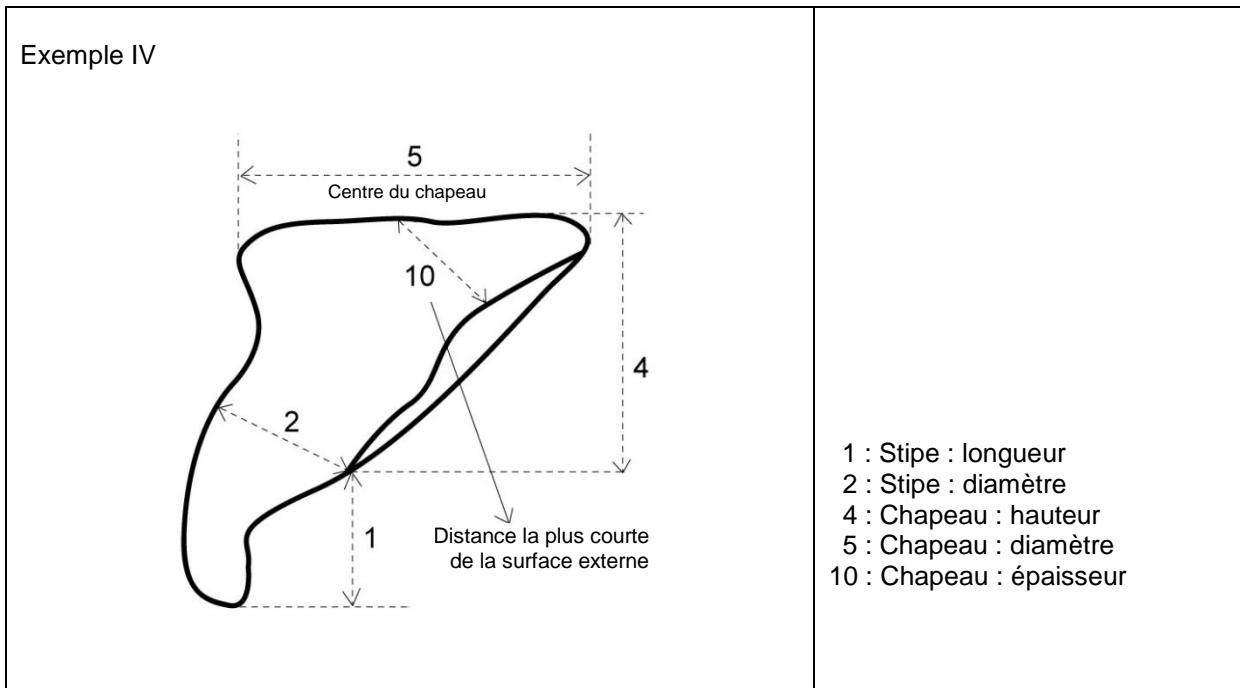 Exemple IV
5
Centre du chapeau
10
4
2
1
Distance la plus courte
de la surface externe
1 : Stipe : longueur
2 : Stipe : diamètre
4 : Chapeau : hauteur
5 : Chapeau : diamètre
10 : Chapeau : épaisseur